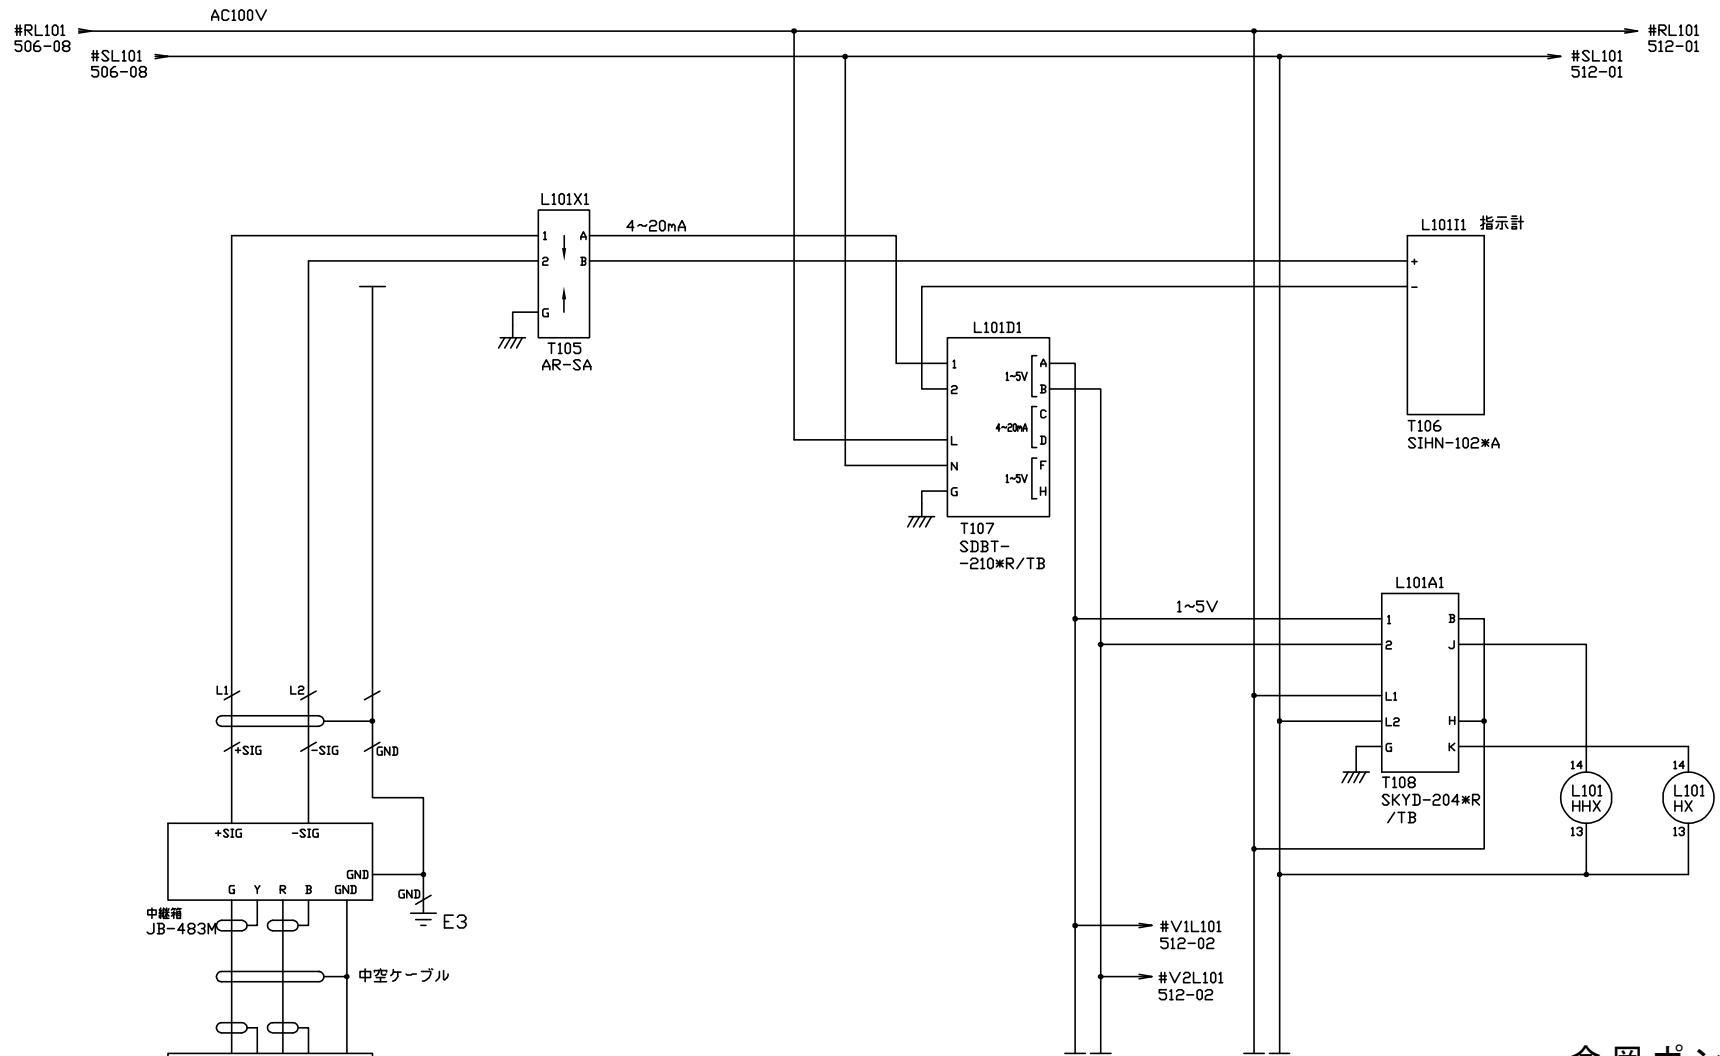 AC100V
#RL101
506-08
#SL101
506-08
#RL101
512-01
#SL101
512-01
L101X1
1
A
2
B
G
T105
AR-SA
4~20mA
L101I1 指示計
+
-
T106
SIHN-102*A
L101D1
1
A
1~5V
2
B
C
4~20mA
L
D
N
F
1~5V
G
H
T107
SDBT-
-210*R/TB
1~5V
L101A1
1
B
2
J
L1
L2
H
G
K
T108
SKYD-204*R
/TB
14
L101
HHX
13
14
L101
HX
13
L1
L2
+SIG
-SIG
GND
+SIG
-SIG
GND
G
Y
R
B
GND
GND
E3
中継箱
JB-483M
中空ケーブル
#V1L101
512-02
#V2L101
512-02